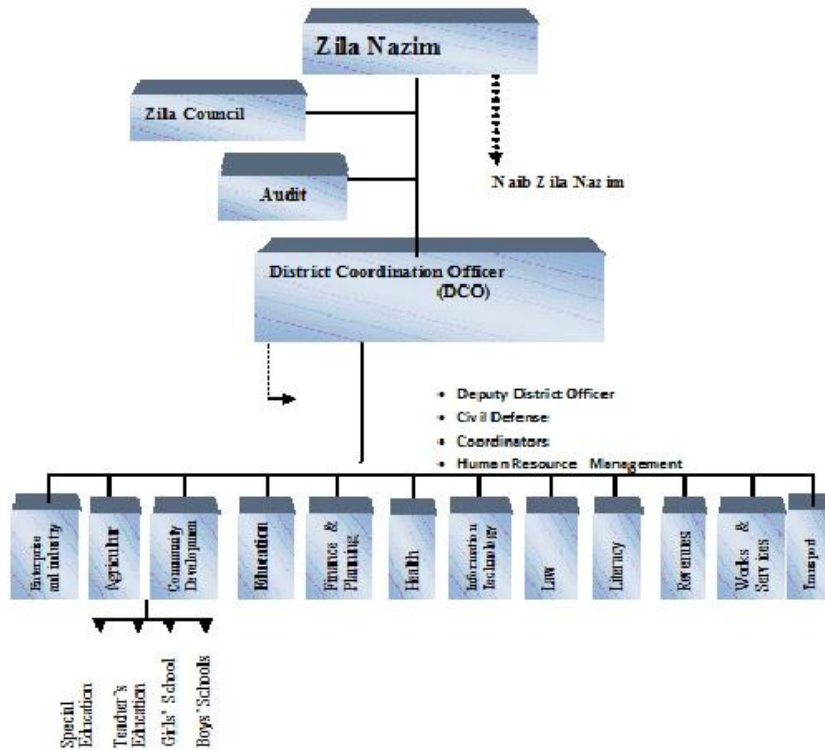 Zila Nazim
Zila Council
Naib Zila Nazim
Audit
District Coordination Officer
(DCO)
• Deputy District Officer
• Civil Defense
• Coordinators
• Human Resource Management
Enterprise
and industry
Agricultur
Community
Development
Education
Finance &
Planning
Health
Information
Technology
Law
Literacy
Revenues
Works &
Services
Transport
Special
Education
Teacher's
Education
Girls' School
Boys' Schools